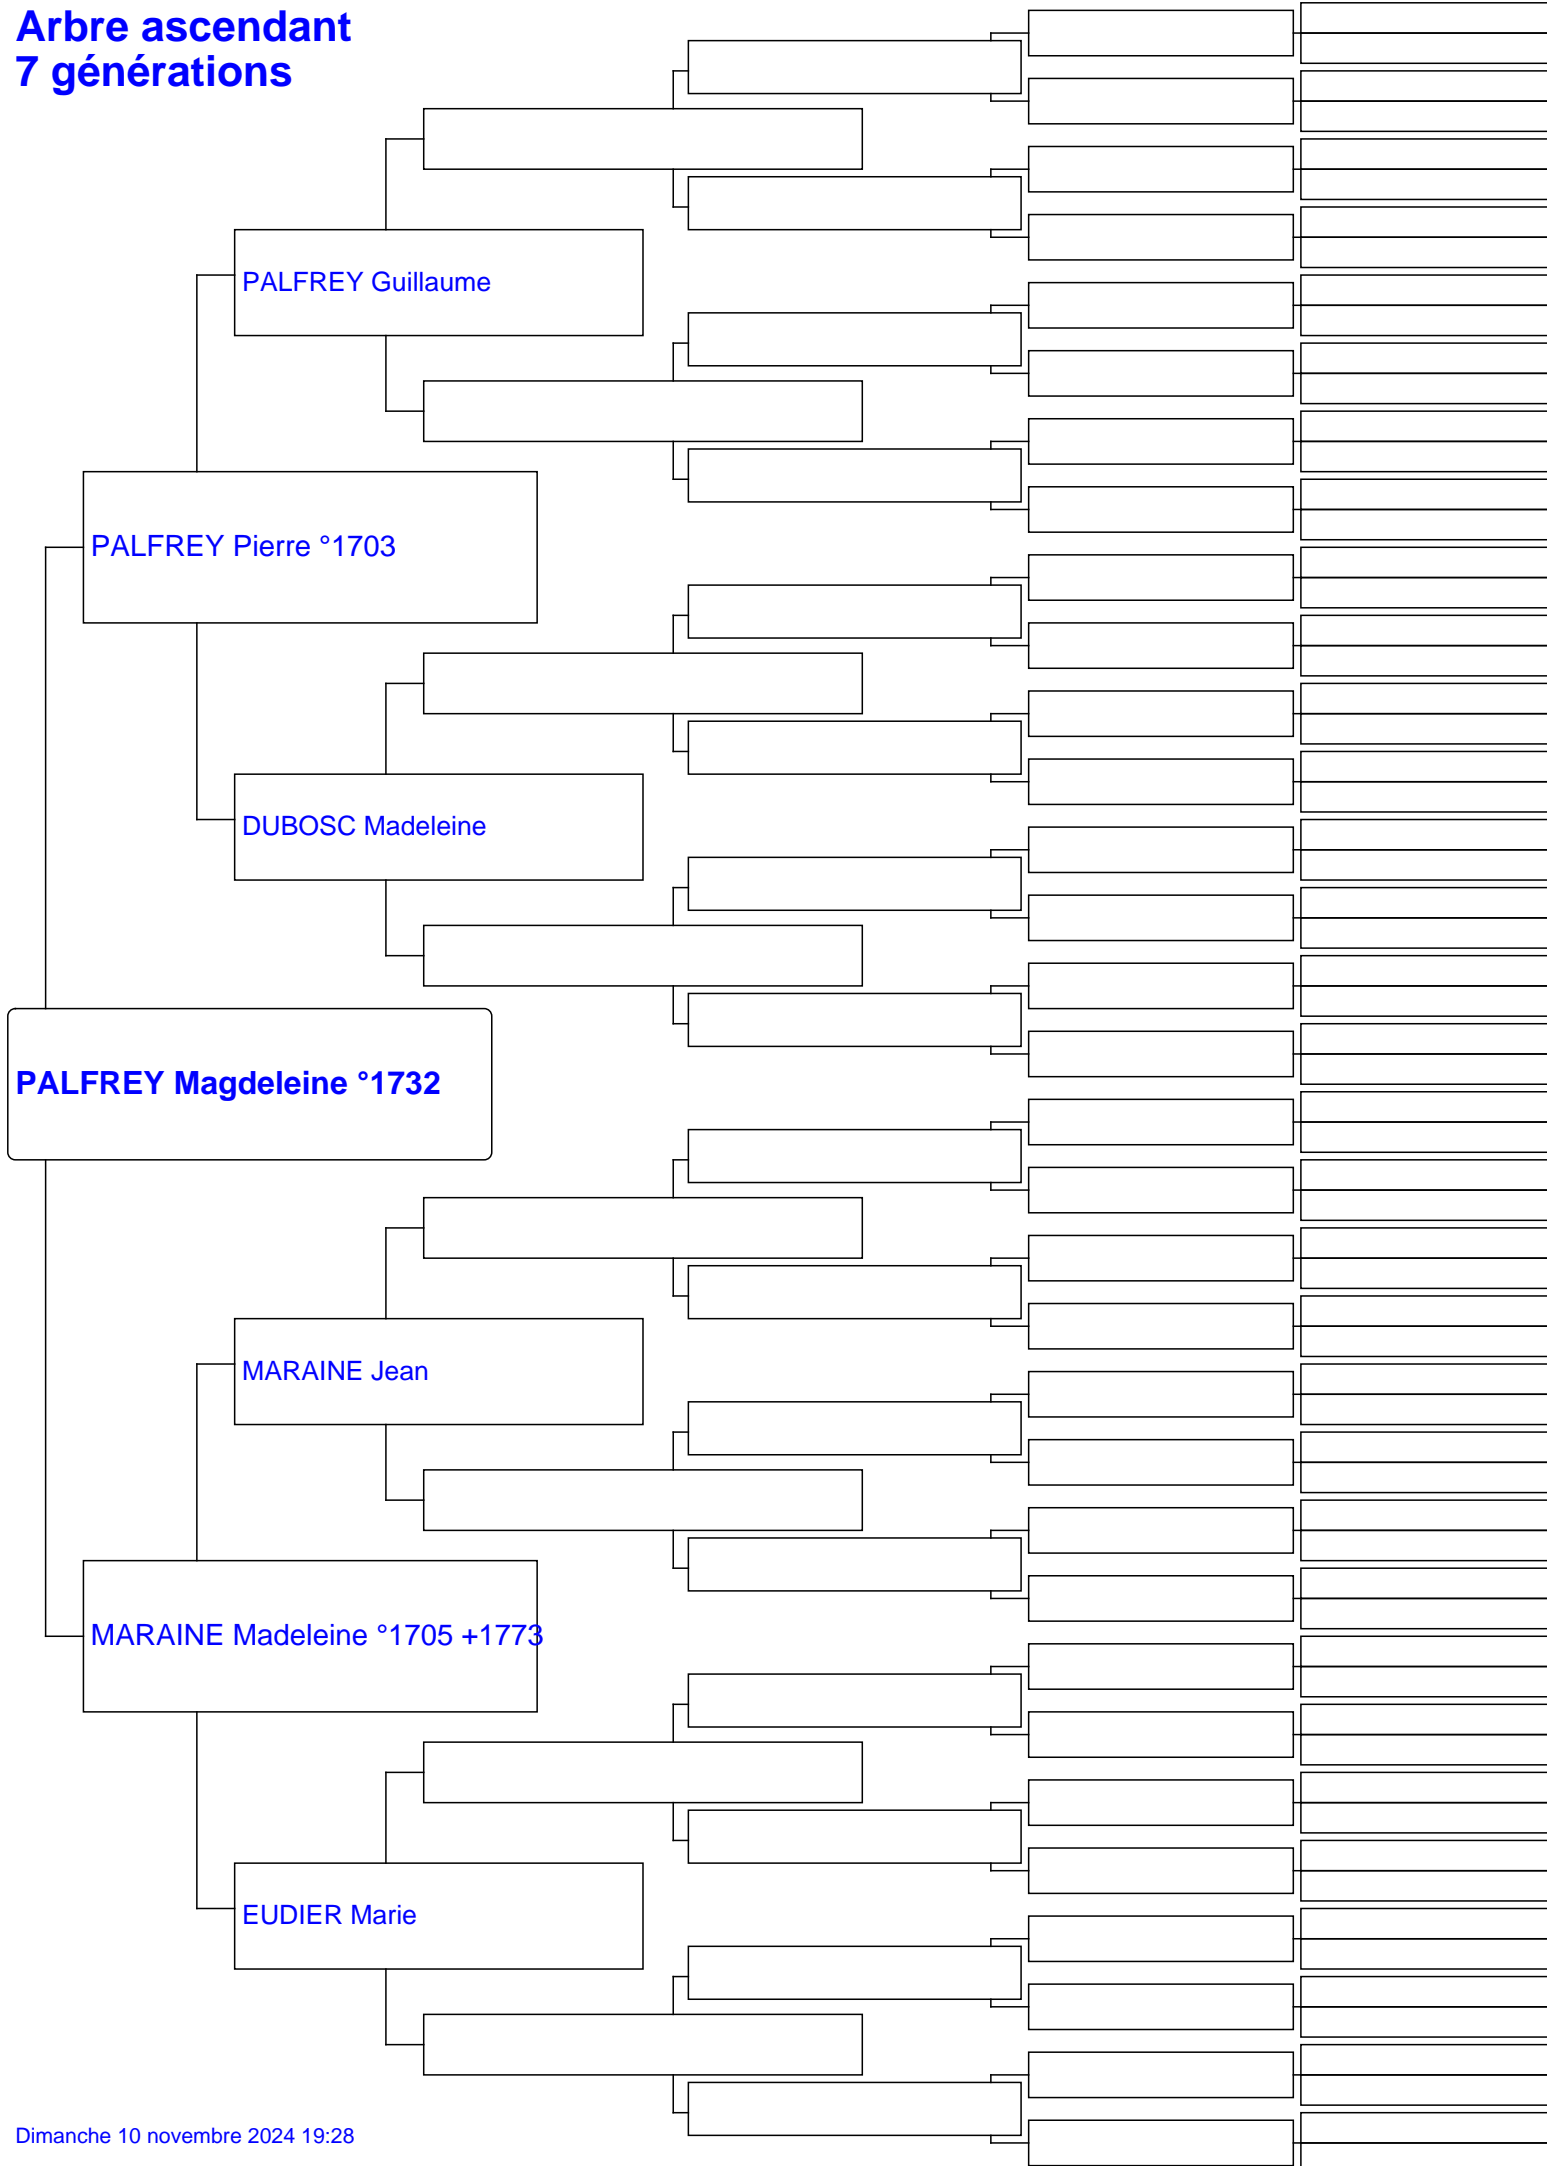 Arbre ascendant
7 générations
PALFREY Guillaume
PALFREY Pierre °1703
DUBOSC Madeleine
PALFREY Magdeleine °1732
MARAINE Jean
MARAINE Madeleine °1705 +1773
EUDIER Marie
Dimanche 10 novembre 2024 19:28